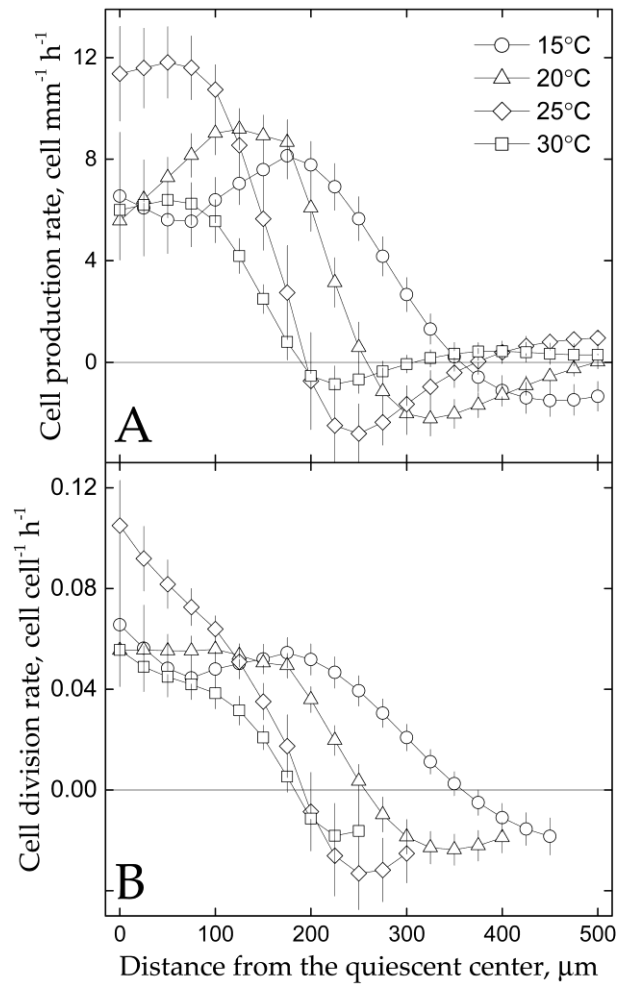 Cell production rate, cell mm⁻¹ h⁻¹
12
8
4
0
15°C
20°C
25°C
30°C
A
Cell division rate, cell cell⁻¹ h⁻¹
0.12
0.08
0.04
0.00
B
0 100 200 300 400 500
Distance from the quiescent center, μm